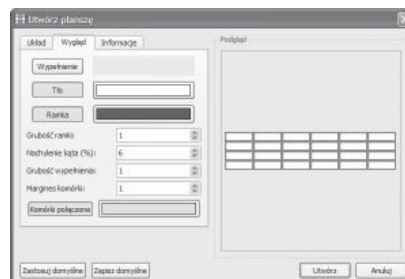 Utwórz planszę
Układ Wygląd Informacje
Wypełnienie
Tło
Ramka
Grubość ramki: 1
Nachylenie kąta (%): 6
Grubość wypełnienia: 1
Margines komórki: 1
Komórki połączone
Podgląd
Zastosuj domyślne Zapisz domyślne Utwórz Anuluj